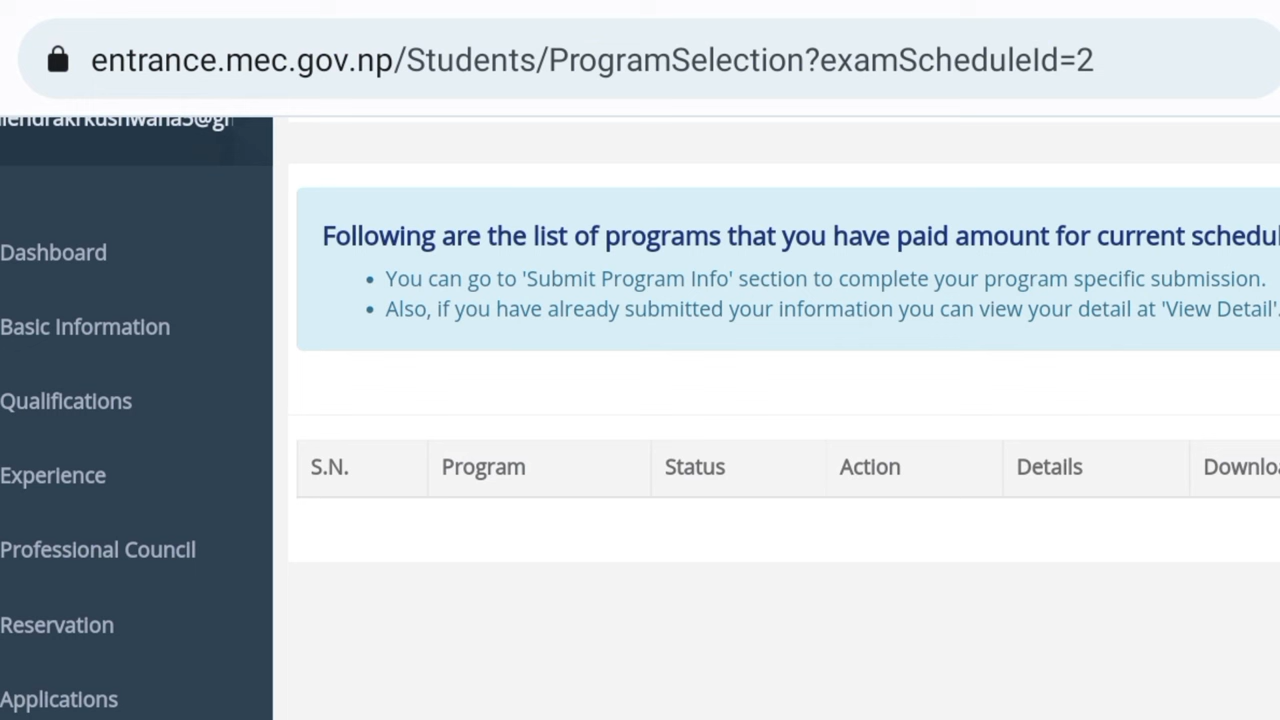 entrance.mec.gov.np/Students/ProgramSelection?examScheduleId=2
Following are the list of programs that you have paid amount for current schedul
• You can go to 'Submit Program Info' section to complete your program specific submission.
• Also, if you have already submitted your information you can view your detail at 'View Detail'.
Dashboard
Basic Information
Qualifications
Experience
Professional Council
Reservation
Applications
S.N. Program Status Action Details Downlo